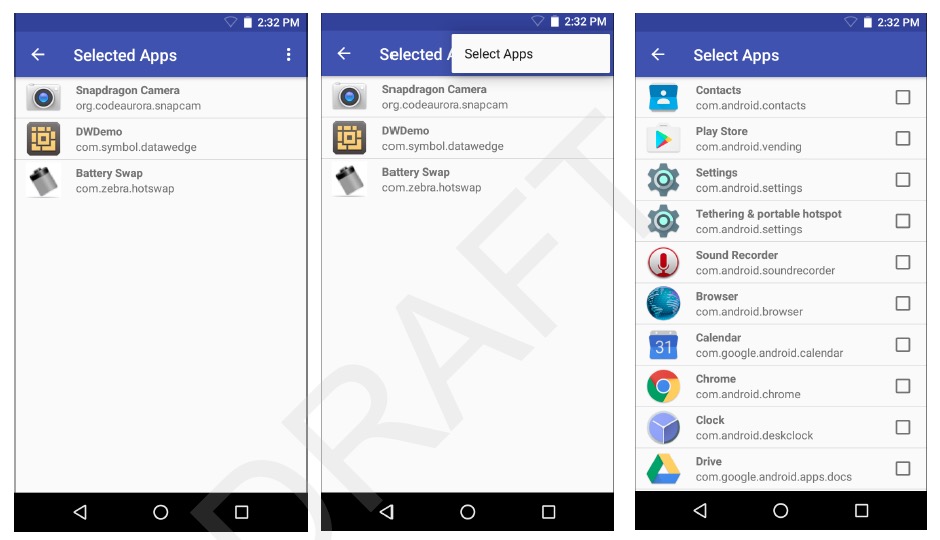 2:32 PM
Selected Apps
Snapdragon Camera
org.codeaurora.snapcam
DWDemo
com.symbol.datawedge
Battery Swap
com.zebra.hotswap
2:32 PM
Selected A
Select Apps
Snapdragon Camera
org.codeaurora.snapcam
DWDemo
com.symbol.datawedge
Battery Swap
com.zebra.hotswap
2:32 PM
Select Apps
Contacts
com.android.contacts
Play Store
com.android.vending
Settings
com.android.settings
Tethering & portable hotspot
com.android.settings
Sound Recorder
com.android.soundrecorder
Browser
com.android.browser
31
Calendar
com.google.android.calendar
Chrome
com.android.chrome
Clock
com.android.deskclock
Drive
com.google.android.apps.docs
DRAFT